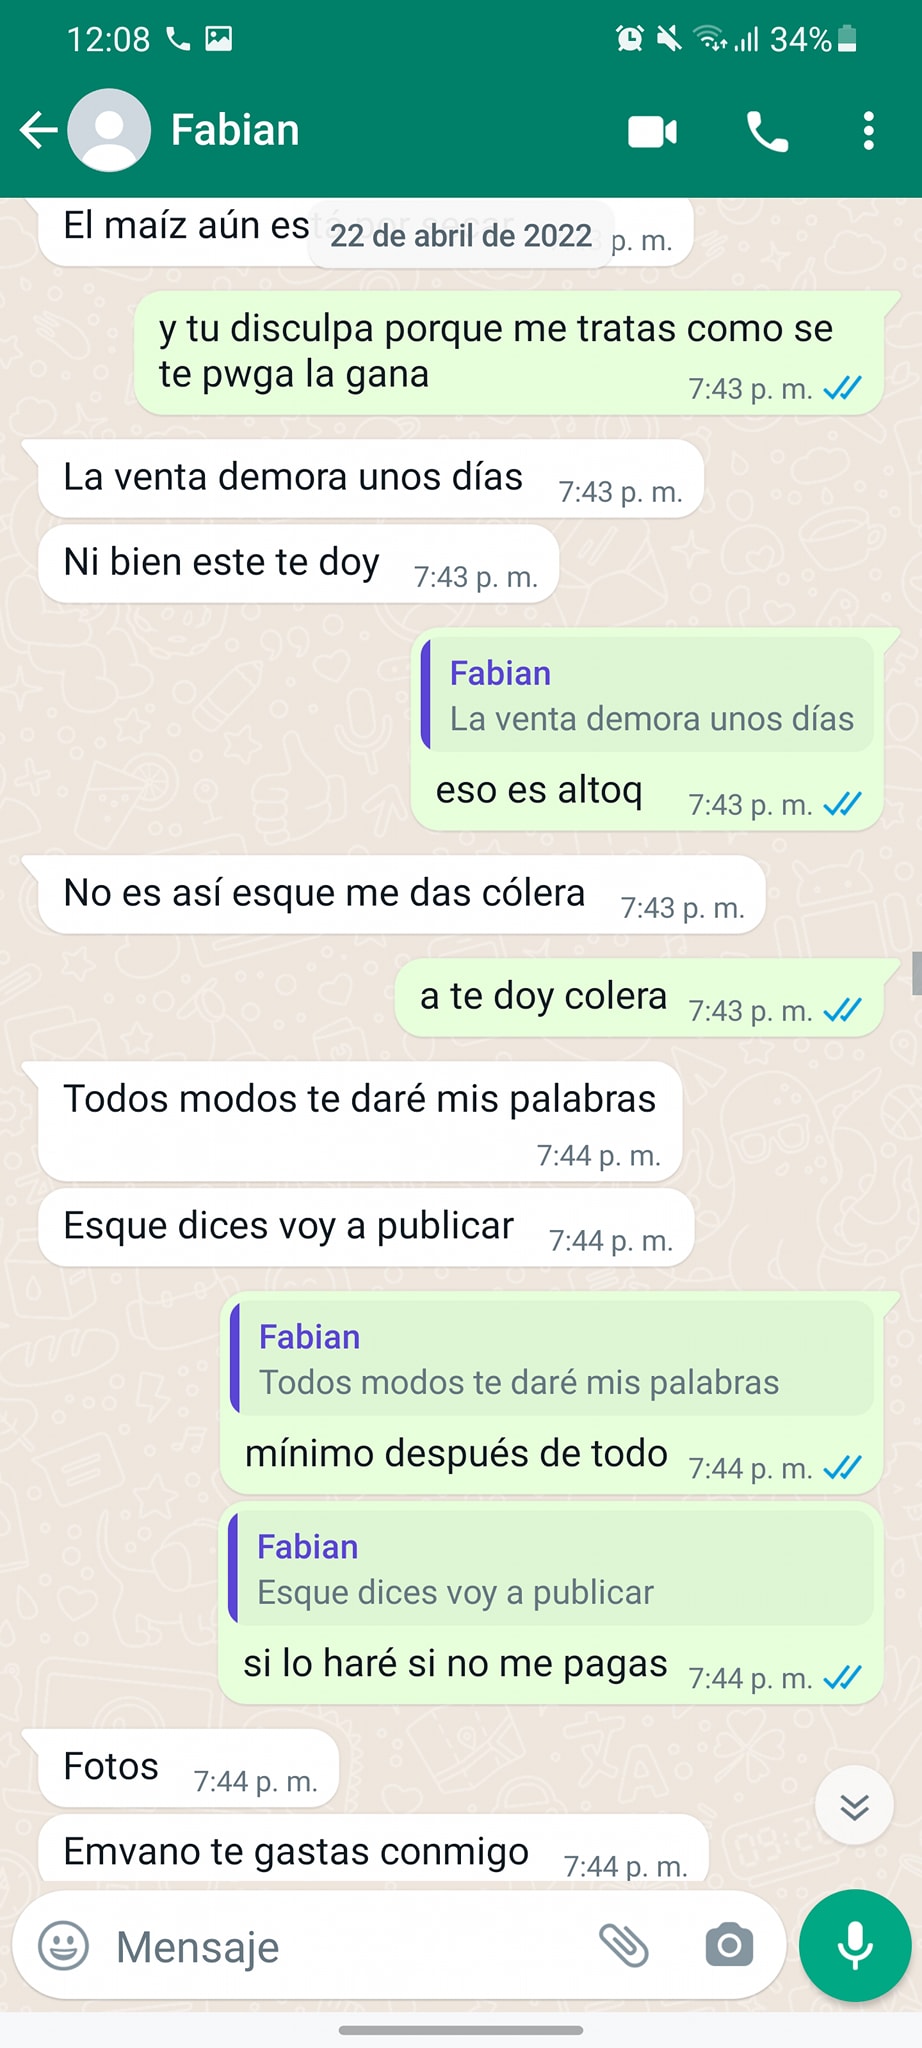 12:08
34%
Fabian
El maíz aún está por secar
22 de abril de 2022
p. m.
y tu disculpa porque me tratas como se
te pwga la gana
7:43 p. m.
La venta demora unos días
7:43 p. m.
Ni bien este te doy
7:43 p. m.
Fabian
La venta demora unos días
eso es altoq
7:43 p. m.
No es así esque me das cólera
7:43 p. m.
a te doy colera
7:43 p. m.
Todos modos te daré mis palabras
7:44 p. m.
Esque dices voy a publicar
7:44 p. m.
Fabian
Todos modos te daré mis palabras
mínimo después de todo
7:44 p. m.
Fabian
Esque dices voy a publicar
si lo haré si no me pagas
7:44 p. m.
Fotos
7:44 p. m.
Emvano te gastas conmigo
7:44 p. m.
Mensaje